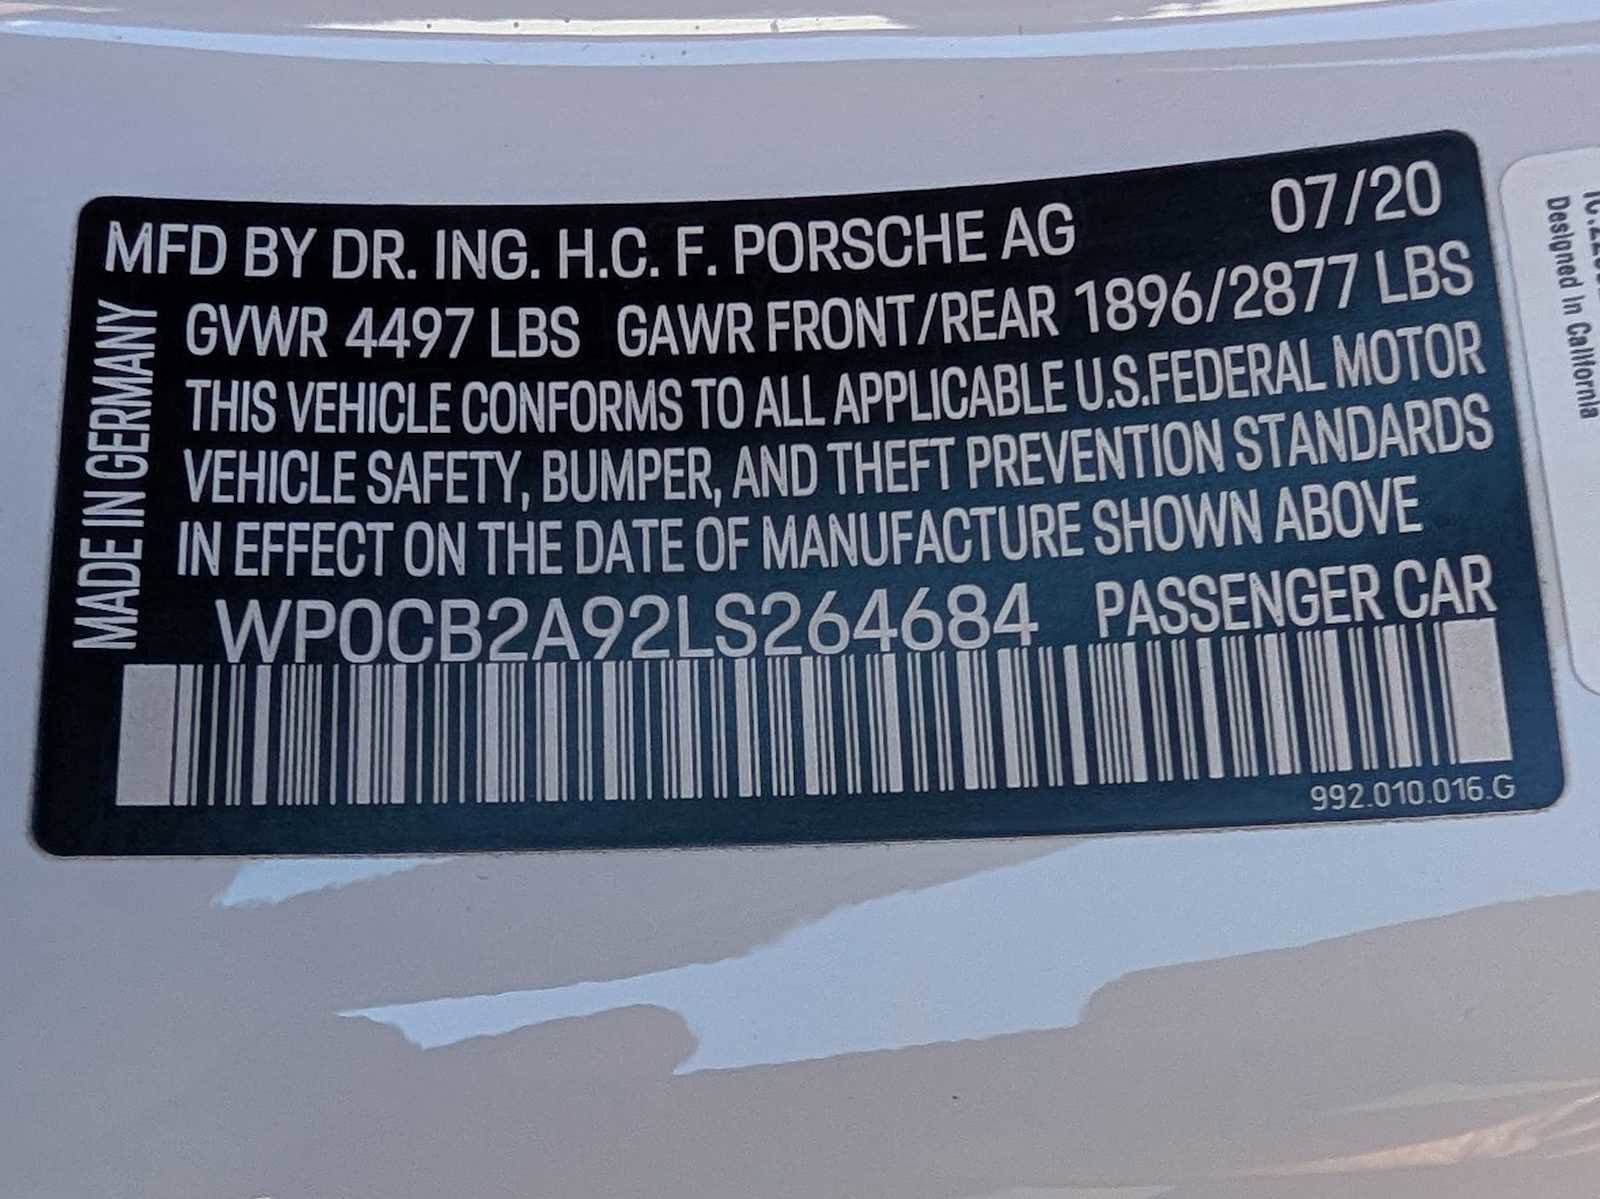 MFD BY DR. ING. H.C. F. PORSCHE AG 07/20
GVWR 4497 LBS GAWR FRONT/REAR 1896/2877 LBS
THIS VEHICLE CONFORMS TO ALL APPLICABLE U.S.FEDERAL MOTOR
VEHICLE SAFETY, BUMPER, AND THEFT PREVENTION STANDARDS
IN EFFECT ON THE DATE OF MANUFACTURE SHOWN ABOVE
WP0CB2A92LS264684 PASSENGER CAR
992.010.016.G
MADE IN GERMANY
Designed In California